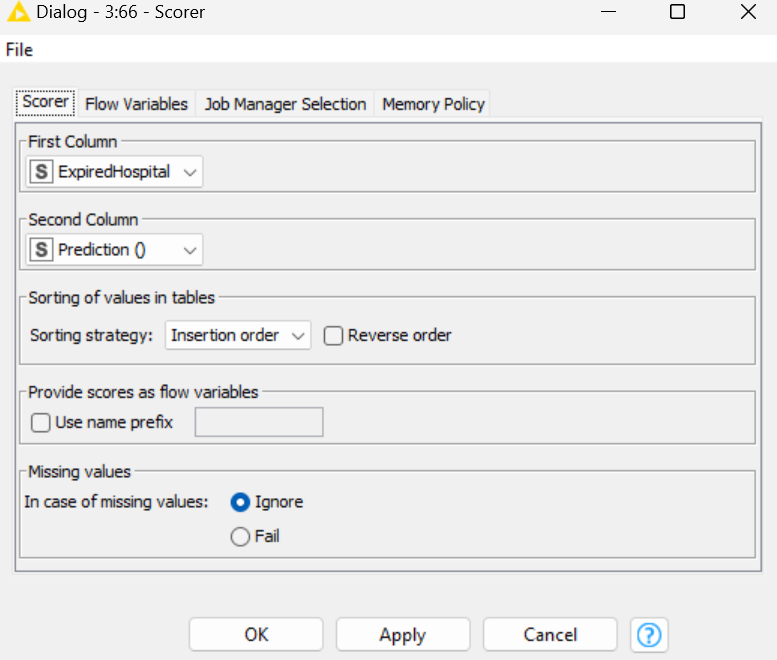 Dialog - 3:66 - Scorer
File
Scorer Flow Variables Job Manager Selection Memory Policy
First Column
S ExpiredHospital
Second Column
S Prediction ()
Sorting of values in tables
Sorting strategy: Insertion order Reverse order
Provide scores as flow variables
Use name prefix
Missing values
In case of missing values: Ignore
Fail
OK Apply Cancel ?